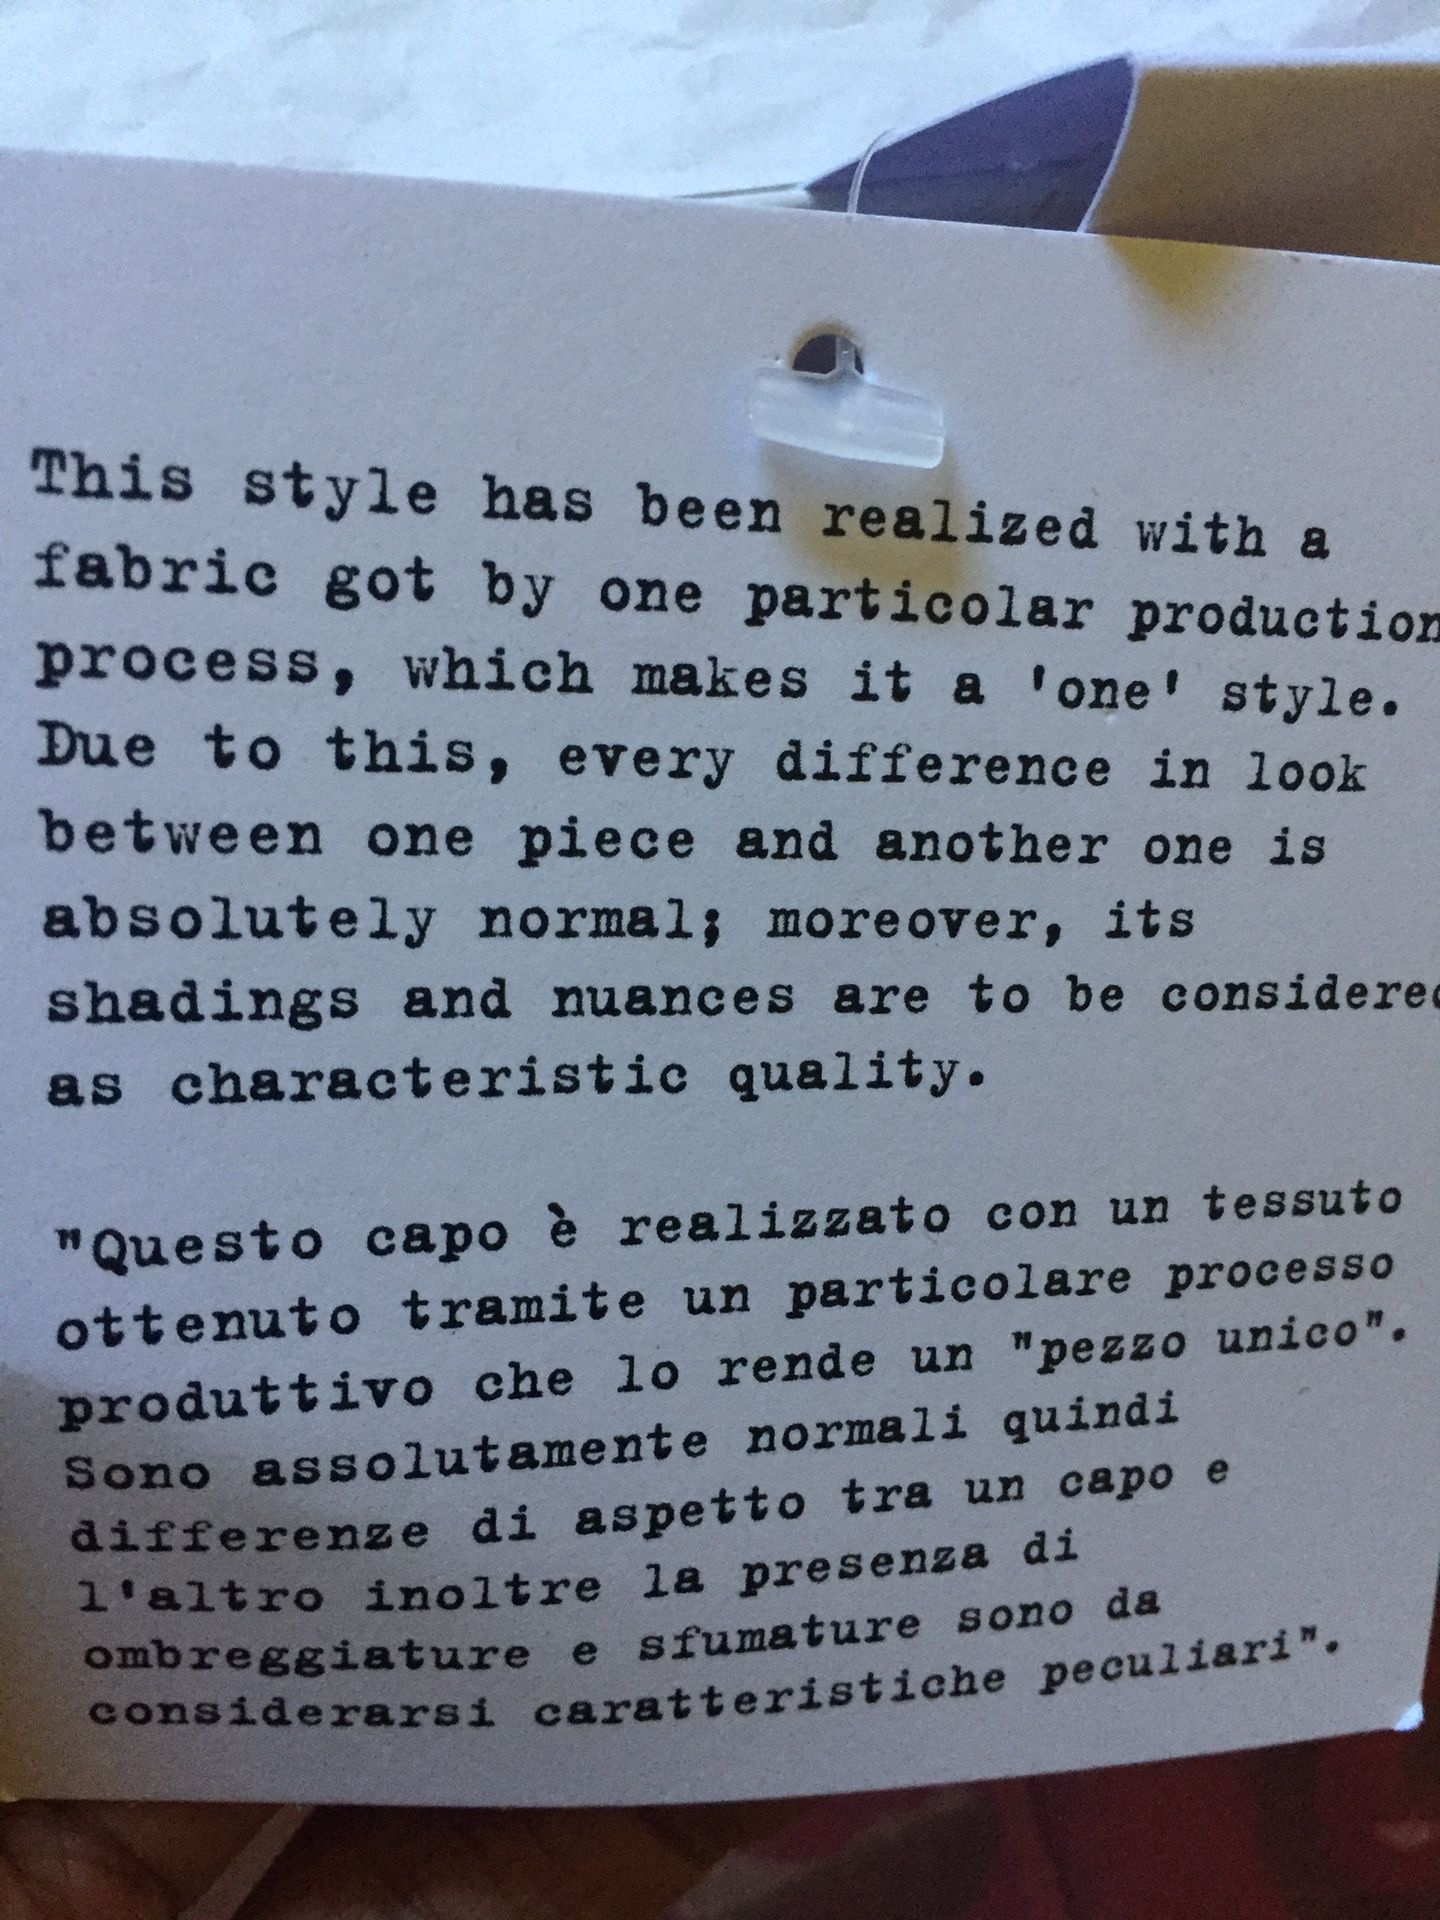 This style has been realized with a
fabric got by one particolar production
process, which makes it a 'one' style.
Due to this, every difference in look
between one piece and another one is
absolutely normal; moreover, its
shadings and nuances are to be considered
as characteristic quality.
"Questo capo è realizzato con un tessuto
ottenuto tramite un particolare processo
produttivo che lo rende un "pezzo unico".
Sono assolutamente normali quindi
differenze di aspetto tra un capo e
l'altro inoltre la presenza di
ombreggiature e sfumature sono da
considerarsi caratteristiche peculiari".